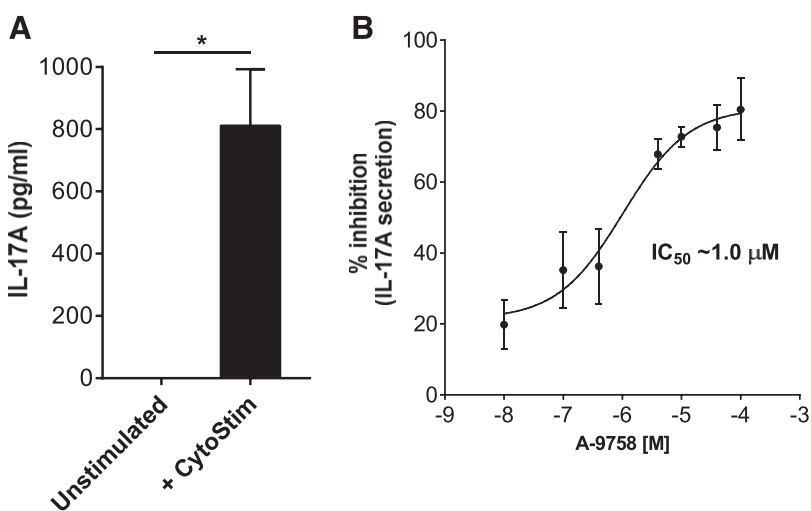 A
*
1000
800
600
400
200
0
IL-17A (pg/ml)
Unstimulated
+ CytoStim
B
100
80
60
40
20
0
% inhibition
(IL-17A secretion)
IC50 ~1.0 μM
-9 -8 -7 -6 -5 -4 -3
A-9758 [M]